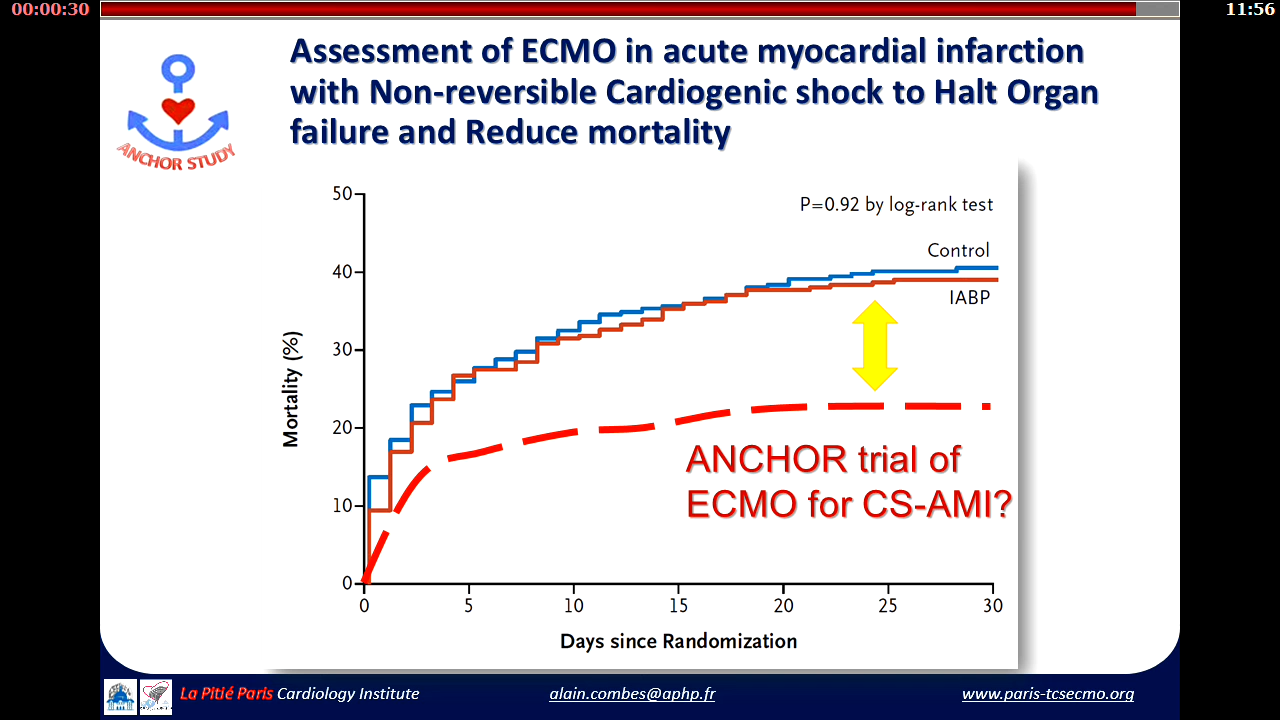 00:00:30
11:56
Assessment of ECMO in acute myocardial infarction
with Non-reversible Cardiogenic shock to Halt Organ
failure and Reduce mortality
ANCHOR STUDY
P=0.92 by log-rank test
Control
IABP
Mortality (%)
50
40
30
20
10
0
ANCHOR trial of
ECMO for CS-AMI?
0 5 10 15 20 25 30
Days since Randomization
La Pitié Paris Cardiology Institute
alain.combes@aphp.fr
www.paris-tcsecmo.org